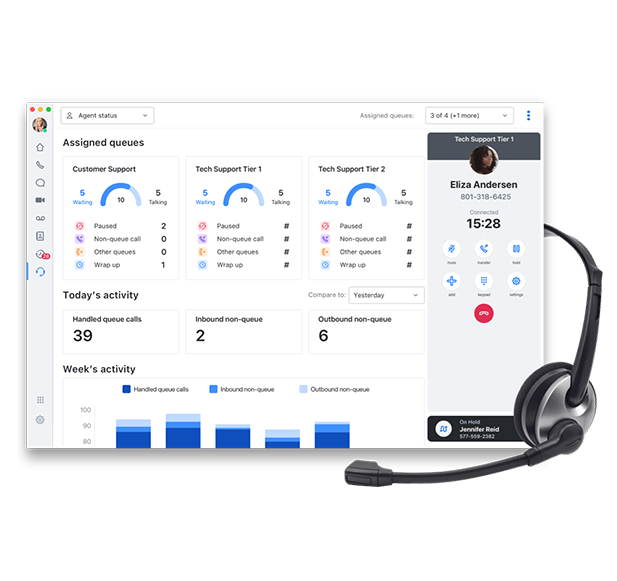 Agent status
Assigned queues:
3 of 4 (+1 more)
Assigned queues
Customer Support
5
Waiting
10
5
Talking
Paused 2
Non-queue call 0
Other queues 0
Wrap up 1
Tech Support Tier 1
5
Waiting
10
5
Talking
Paused #
Non-queue call #
Other queues #
Wrap up #
Tech Support Tier 2
5
Waiting
10
5
Talking
Paused #
Non-queue call #
Other queues #
Wrap up #
Today's activity
Compare to: Yesterday
Handled queue calls
39
Inbound non-queue
2
Outbound non-queue
6
Week's activity
Handled queue calls Inbound non-queue Outbound non-queue
100
90
80
Tech Support Tier 1
Eliza Andersen
801-318-6425
Connected
15:28
mute transfer hold
add keypad settings
On Hold
Jennifer Reid
577-559-2382